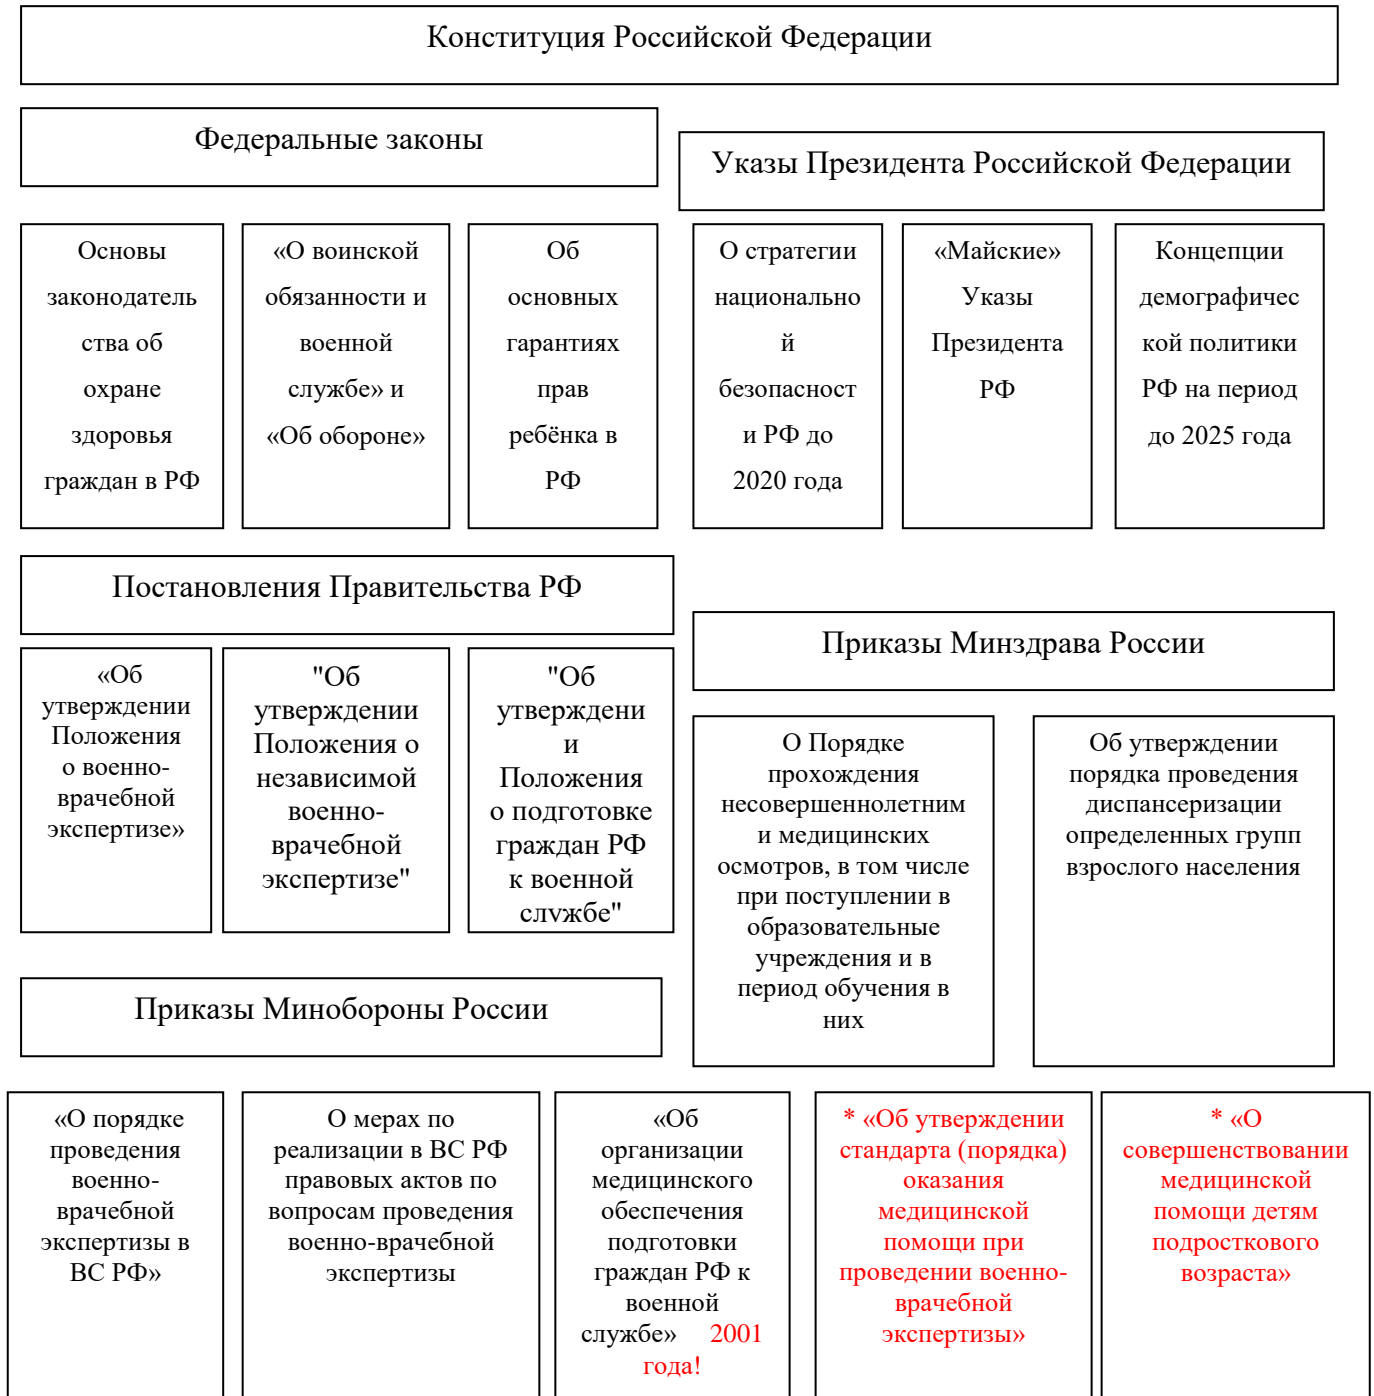 Конституция Российской Федерации
Федеральные законы
Указы Президента Российской Федерации
Основы
законодатель
ства об
охране
здоровья
граждан в РФ
«О воинской
обязанности и
военной
службе» и
«Об обороне»
Об
основных
гарантиях
прав
ребёнка в
РФ
О стратегии
национально
й
безопасност
и РФ до
2020 года
«Майские»
Указы
Президента
РФ
Концепции
демографичес
кой политики
РФ на период
до 2025 года
Постановления Правительства РФ
Приказы Минздрава России
«Об
утверждении
Положения
о военно-
врачебной
экспертизе»
"Об
утверждении
Положения о
независимой
военно-
врачебной
экспертизе"
"Об
утверждени
и
Положения
о подготовке
граждан РФ
к военной
службе"
О Порядке
прохождения
несовершеннолетним
и медицинских
осмотров, в том числе
при поступлении в
образовательные
учреждения и в
период обучения в
них
Об утверждении
порядка проведения
диспансеризации
определенных групп
взрослого населения
Приказы Минобороны России
«О порядке
проведения
военно-
врачебной
экспертизы в
ВС РФ»
О мерах по
реализации в ВС РФ
правовых актов по
вопросам проведения
военно-врачебной
экспертизы
«Об
организации
медицинского
обеспечения
подготовки
граждан РФ к
военной
службе» 2001
года!
* «Об утверждении
стандарта (порядка)
оказания
медицинской
помощи при
проведении военно-
врачебной
экспертизы»
* «О
совершенствовании
медицинской
помощи детям
подросткового
возраста»